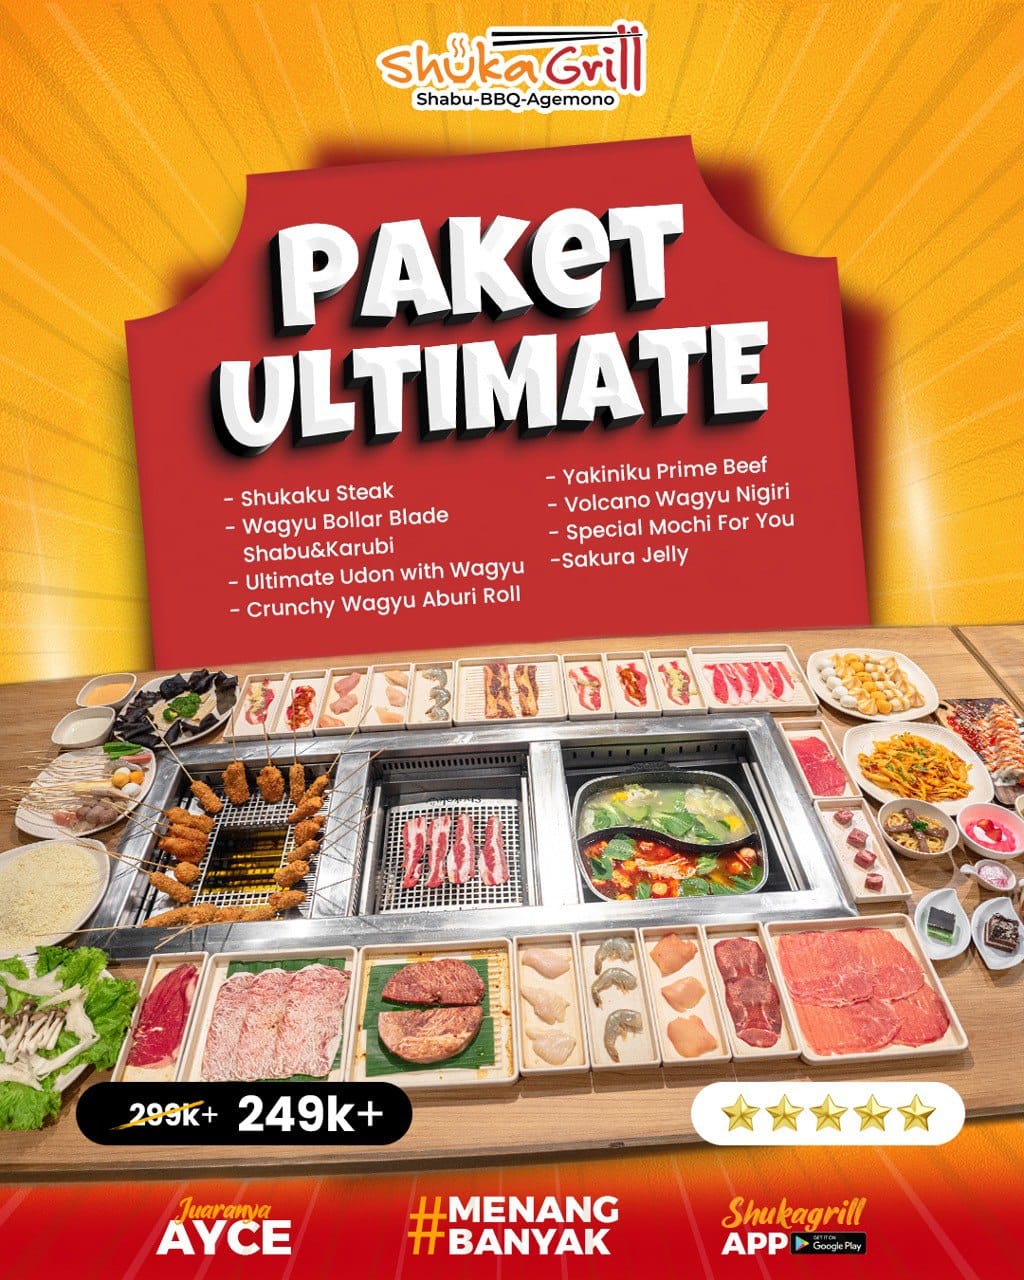 Shuka Grill
Shabu-BBQ-Agemono
PAKeT
ULTIMATE
- Shukaku Steak
- Wagyu Bollar Blade
Shabu&Karubi
- Ultimate Udon with Wagyu
- Crunchy Wagyu Aburi Roll
- Yakiniku Prime Beef
- Volcano Wagyu Nigiri
- Special Mochi For You
-Sakura Jelly
299k+ 249k+
Juaranya
AYCE
#MENANG
BANYAK
Shukagrill
APP GET IT ON Google Play